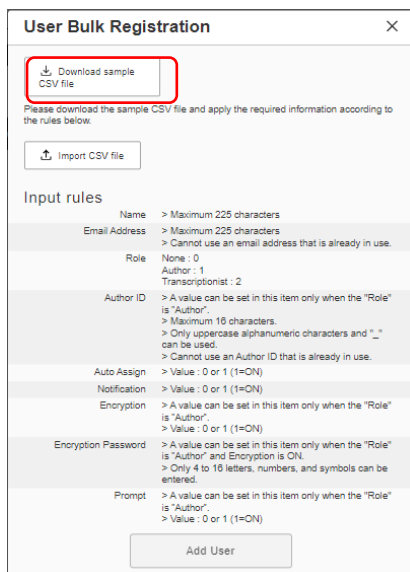 User Bulk Registration
Download sample
CSV file
Please download the sample CSV file and apply the required information according to
the rules below.
Import CSV file
Input rules
Name > Maximum 225 characters
Email Address > Maximum 225 characters
> Cannot use an email address that is already in use.
Role None : 0
Author : 1
Transcriptionist : 2
Author ID > A value can be set in this item only when the "Role"
is "Author".
> Maximum 16 characters.
> Only uppercase alphanumeric characters and "_"
can be used.
> Cannot use an Author ID that is already in use.
Auto Assign > Value : 0 or 1 (1=ON)
Notification > Value : 0 or 1 (1=ON)
Encryption > A value can be set in this item only when the "Role"
is "Author".
> Value : 0 or 1 (1=ON)
Encryption Password > A value can be set in this item only when the "Role"
is "Author" and Encryption is ON.
> Only 4 to 16 letters, numbers, and symbols can be
entered.
Prompt > A value can be set in this item only when the "Role"
is "Author".
> Value : 0 or 1 (1=ON)
Add User